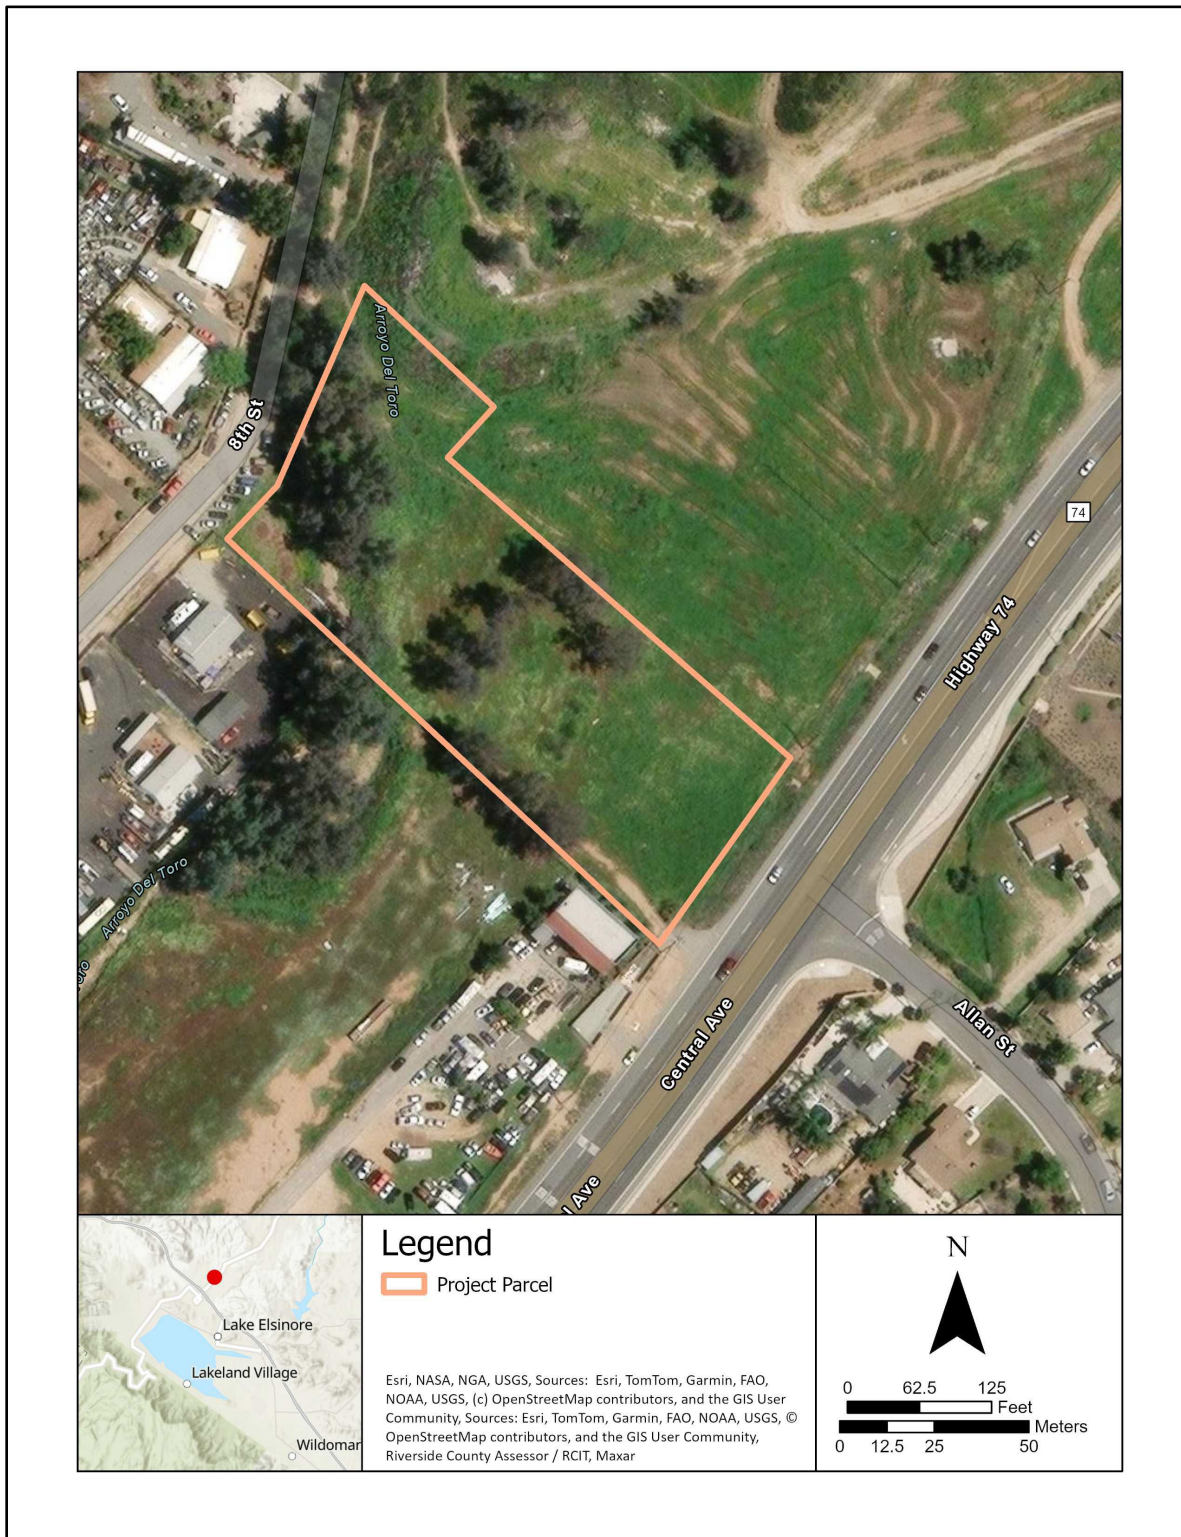 Arroyo Del Toro
8th St
74
Highway 74
Arroyo Del Toro
oro
Central Ave
Allan St
l Ave
Lake Elsinore
Lakeland Village
Wildomar
Legend
Project Parcel
Esri, NASA, NGA, USGS, Sources: Esri, TomTom, Garmin, FAO,
NOAA, USGS, (c) OpenStreetMap contributors, and the GIS User
Community, Sources: Esri, TomTom, Garmin, FAO, NOAA, USGS, ©
OpenStreetMap contributors, and the GIS User Community,
Riverside County Assessor / RCIT, Maxar
N
0 62.5 125
Feet
Meters
0 12.5 25 50